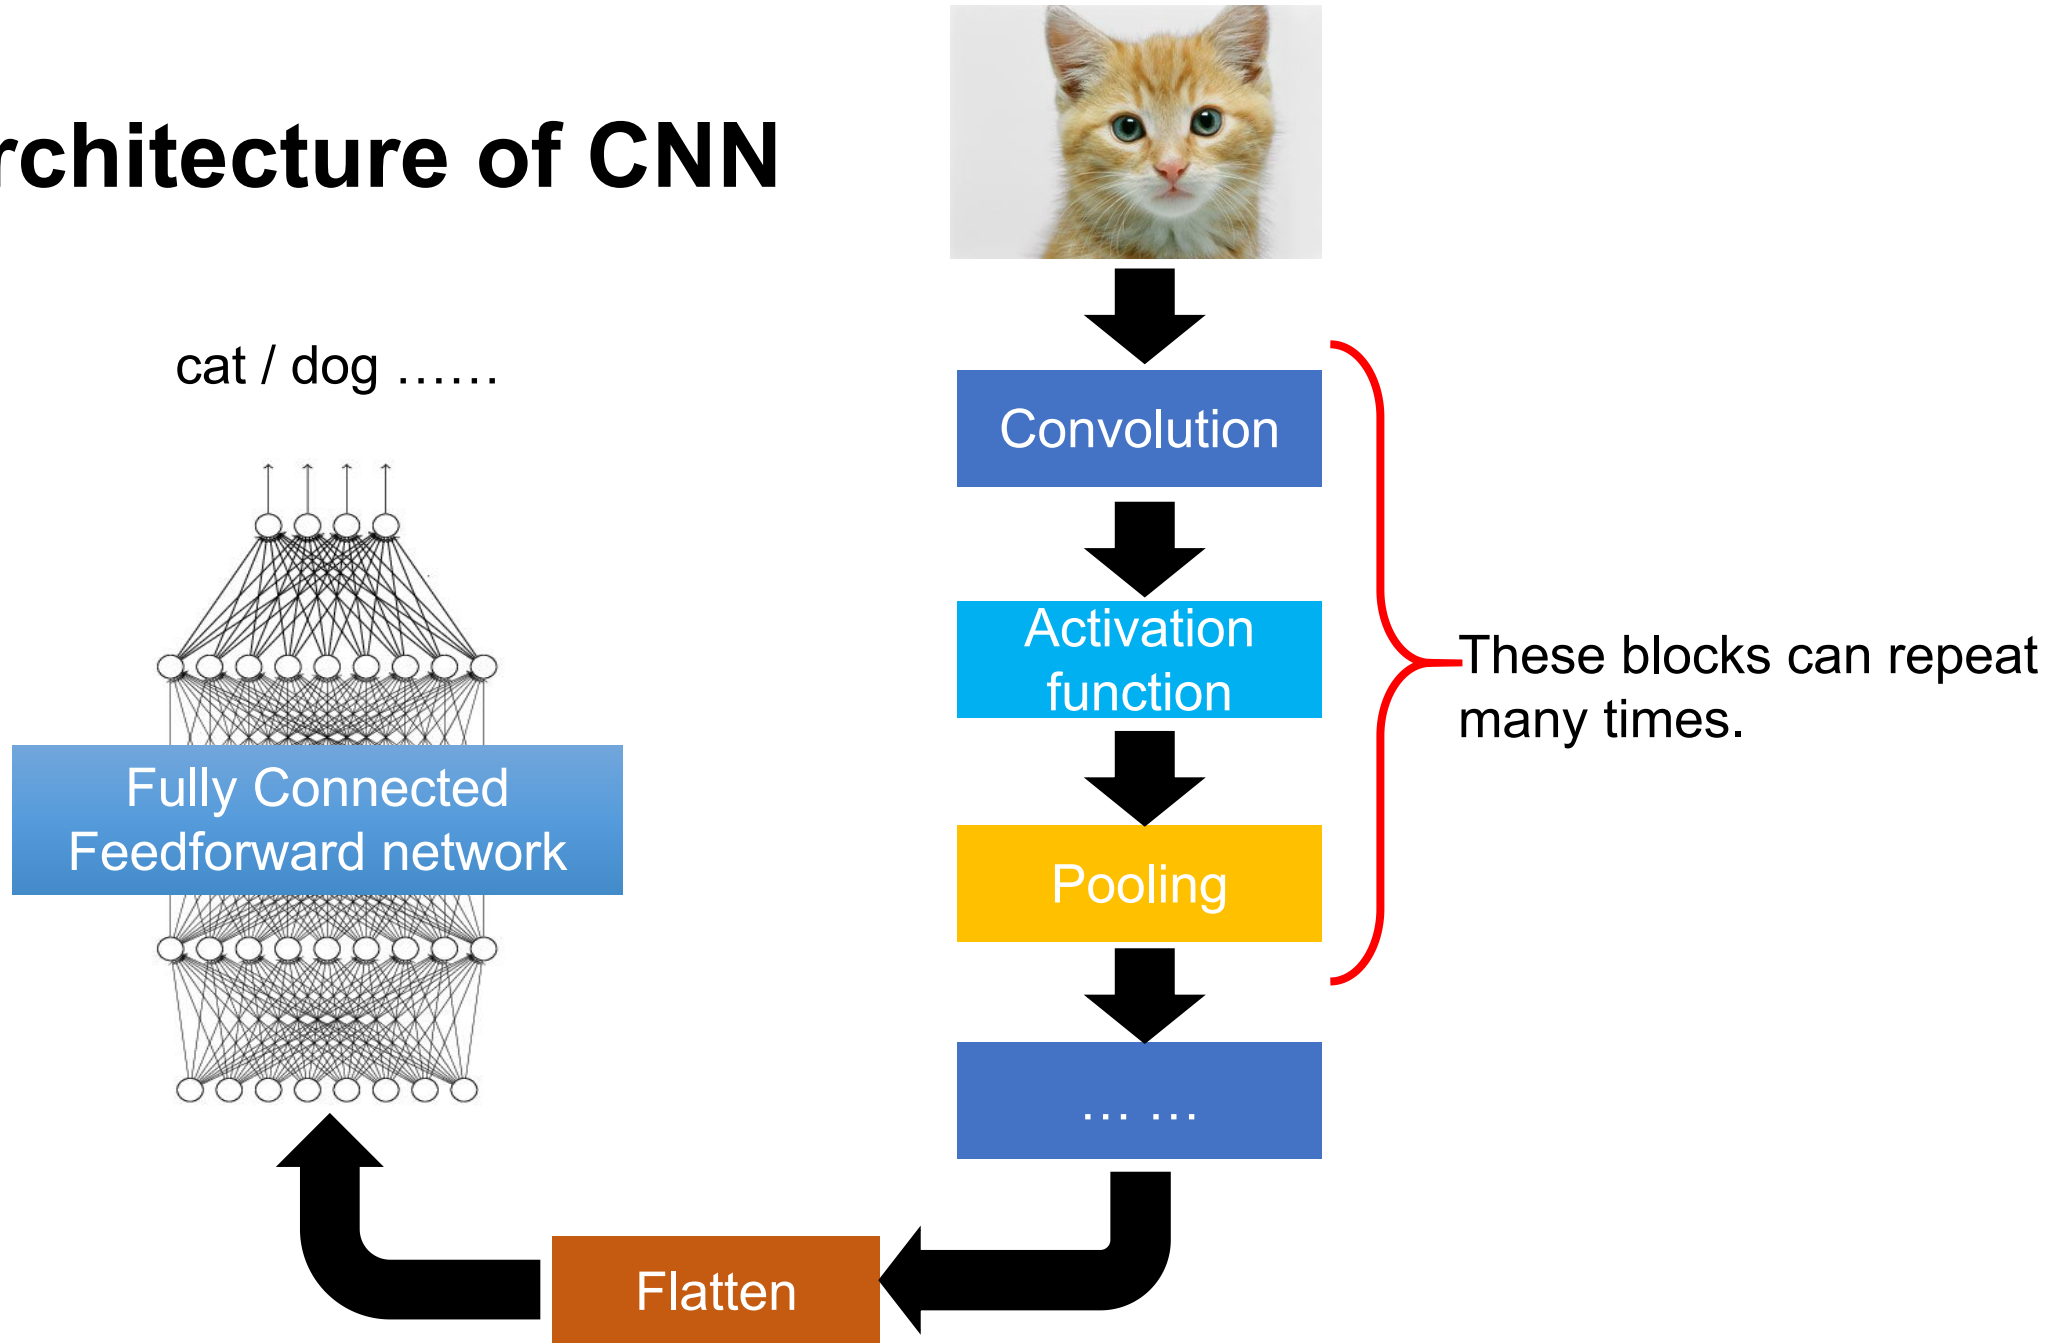 rchitecture of CNN
cat / dog ……
Convolution
Activation
function
Pooling
… …
These blocks can repeat
many times.
Flatten
Fully Connected
Feedforward network